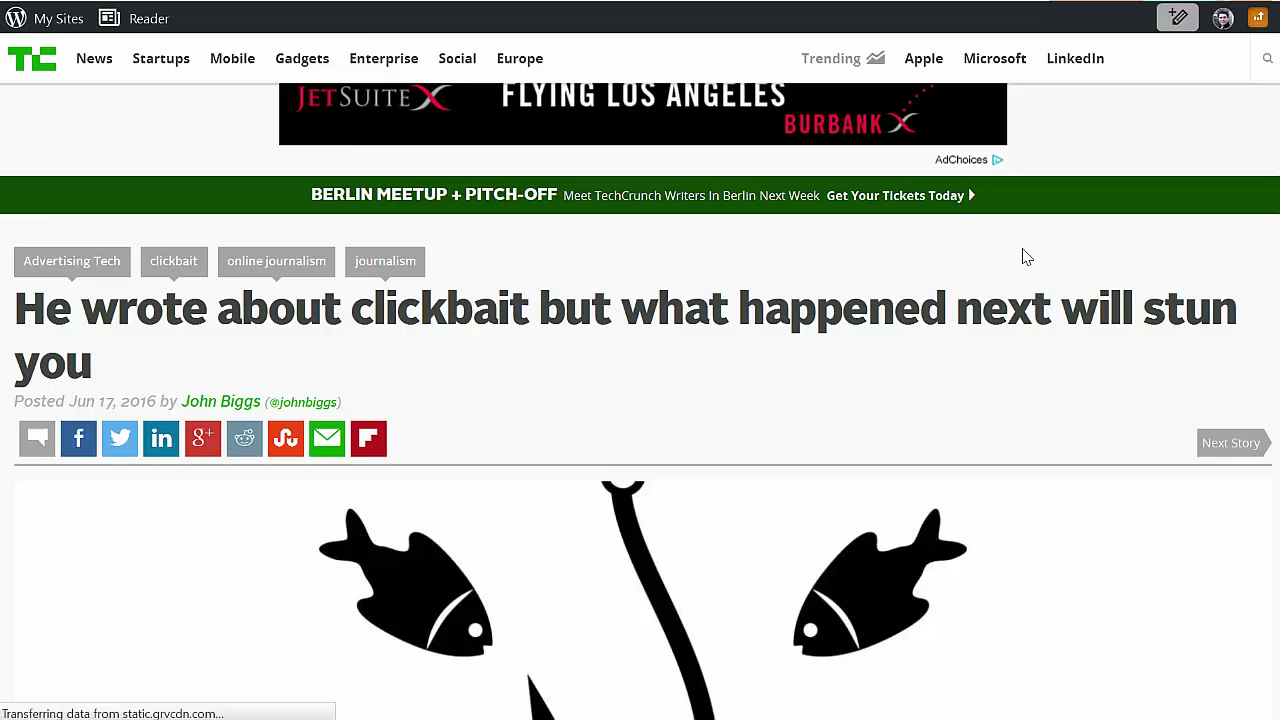 My Sites Reader
TC News Startups Mobile Gadgets Enterprise Social Europe Trending Apple Microsoft LinkedIn
JETSUITEX FLYING LOS ANGELES
BURBANK X
AdChoices
BERLIN MEETUP + PITCH-OFF Meet TechCrunch Writers In Berlin Next Week Get Your Tickets Today
Advertising Tech clickbait online journalism journalism
He wrote about clickbait but what happened next will stun
you
Posted Jun 17, 2016 by John Biggs (@johnbiggs)
Next Story
Transferring data from static.grvcdn.com...